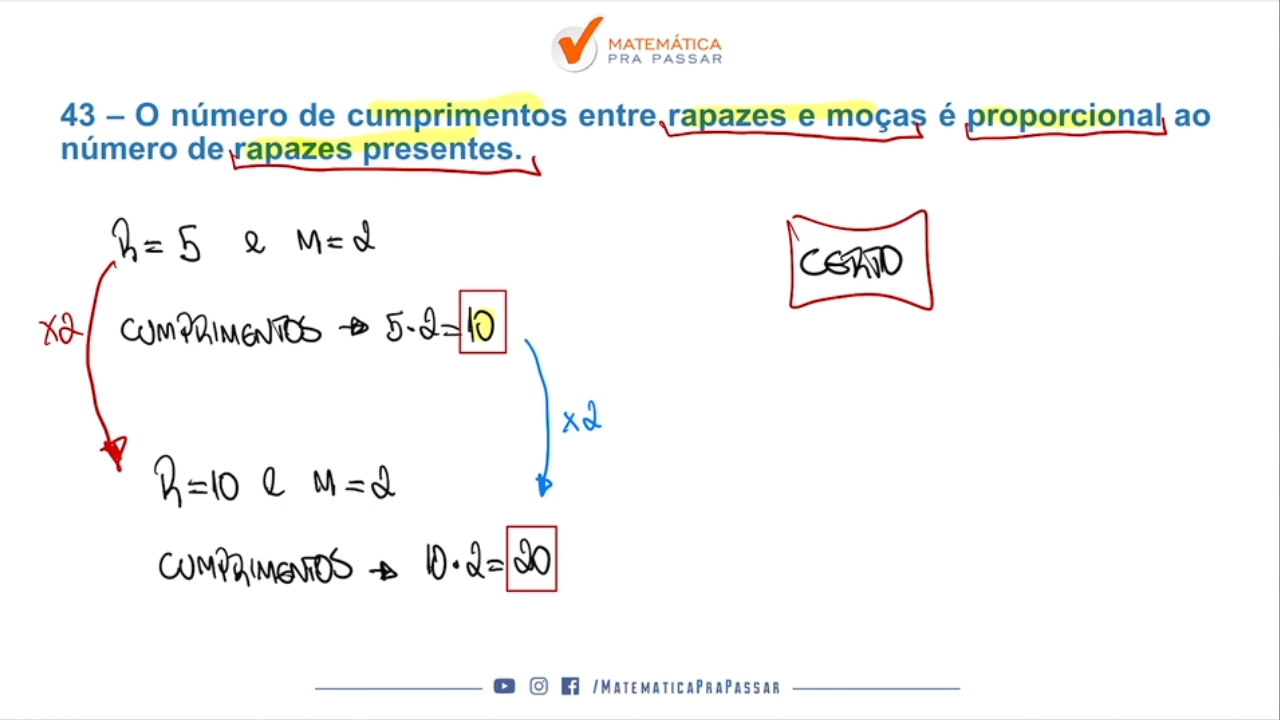 MATEMÁTICA
PRA PASSAR
43 – O número de cumprimentos entre rapazes e moças é proporcional ao
número de rapazes presentes.
R = 5 e M = 2
CERTO
CUMPRIMENTOS → 5·2 = 10
x2
x2
R = 10 e M = 2
CUMPRIMENTOS → 10·2 = 20
/MATEMATICAPRAPASSAR